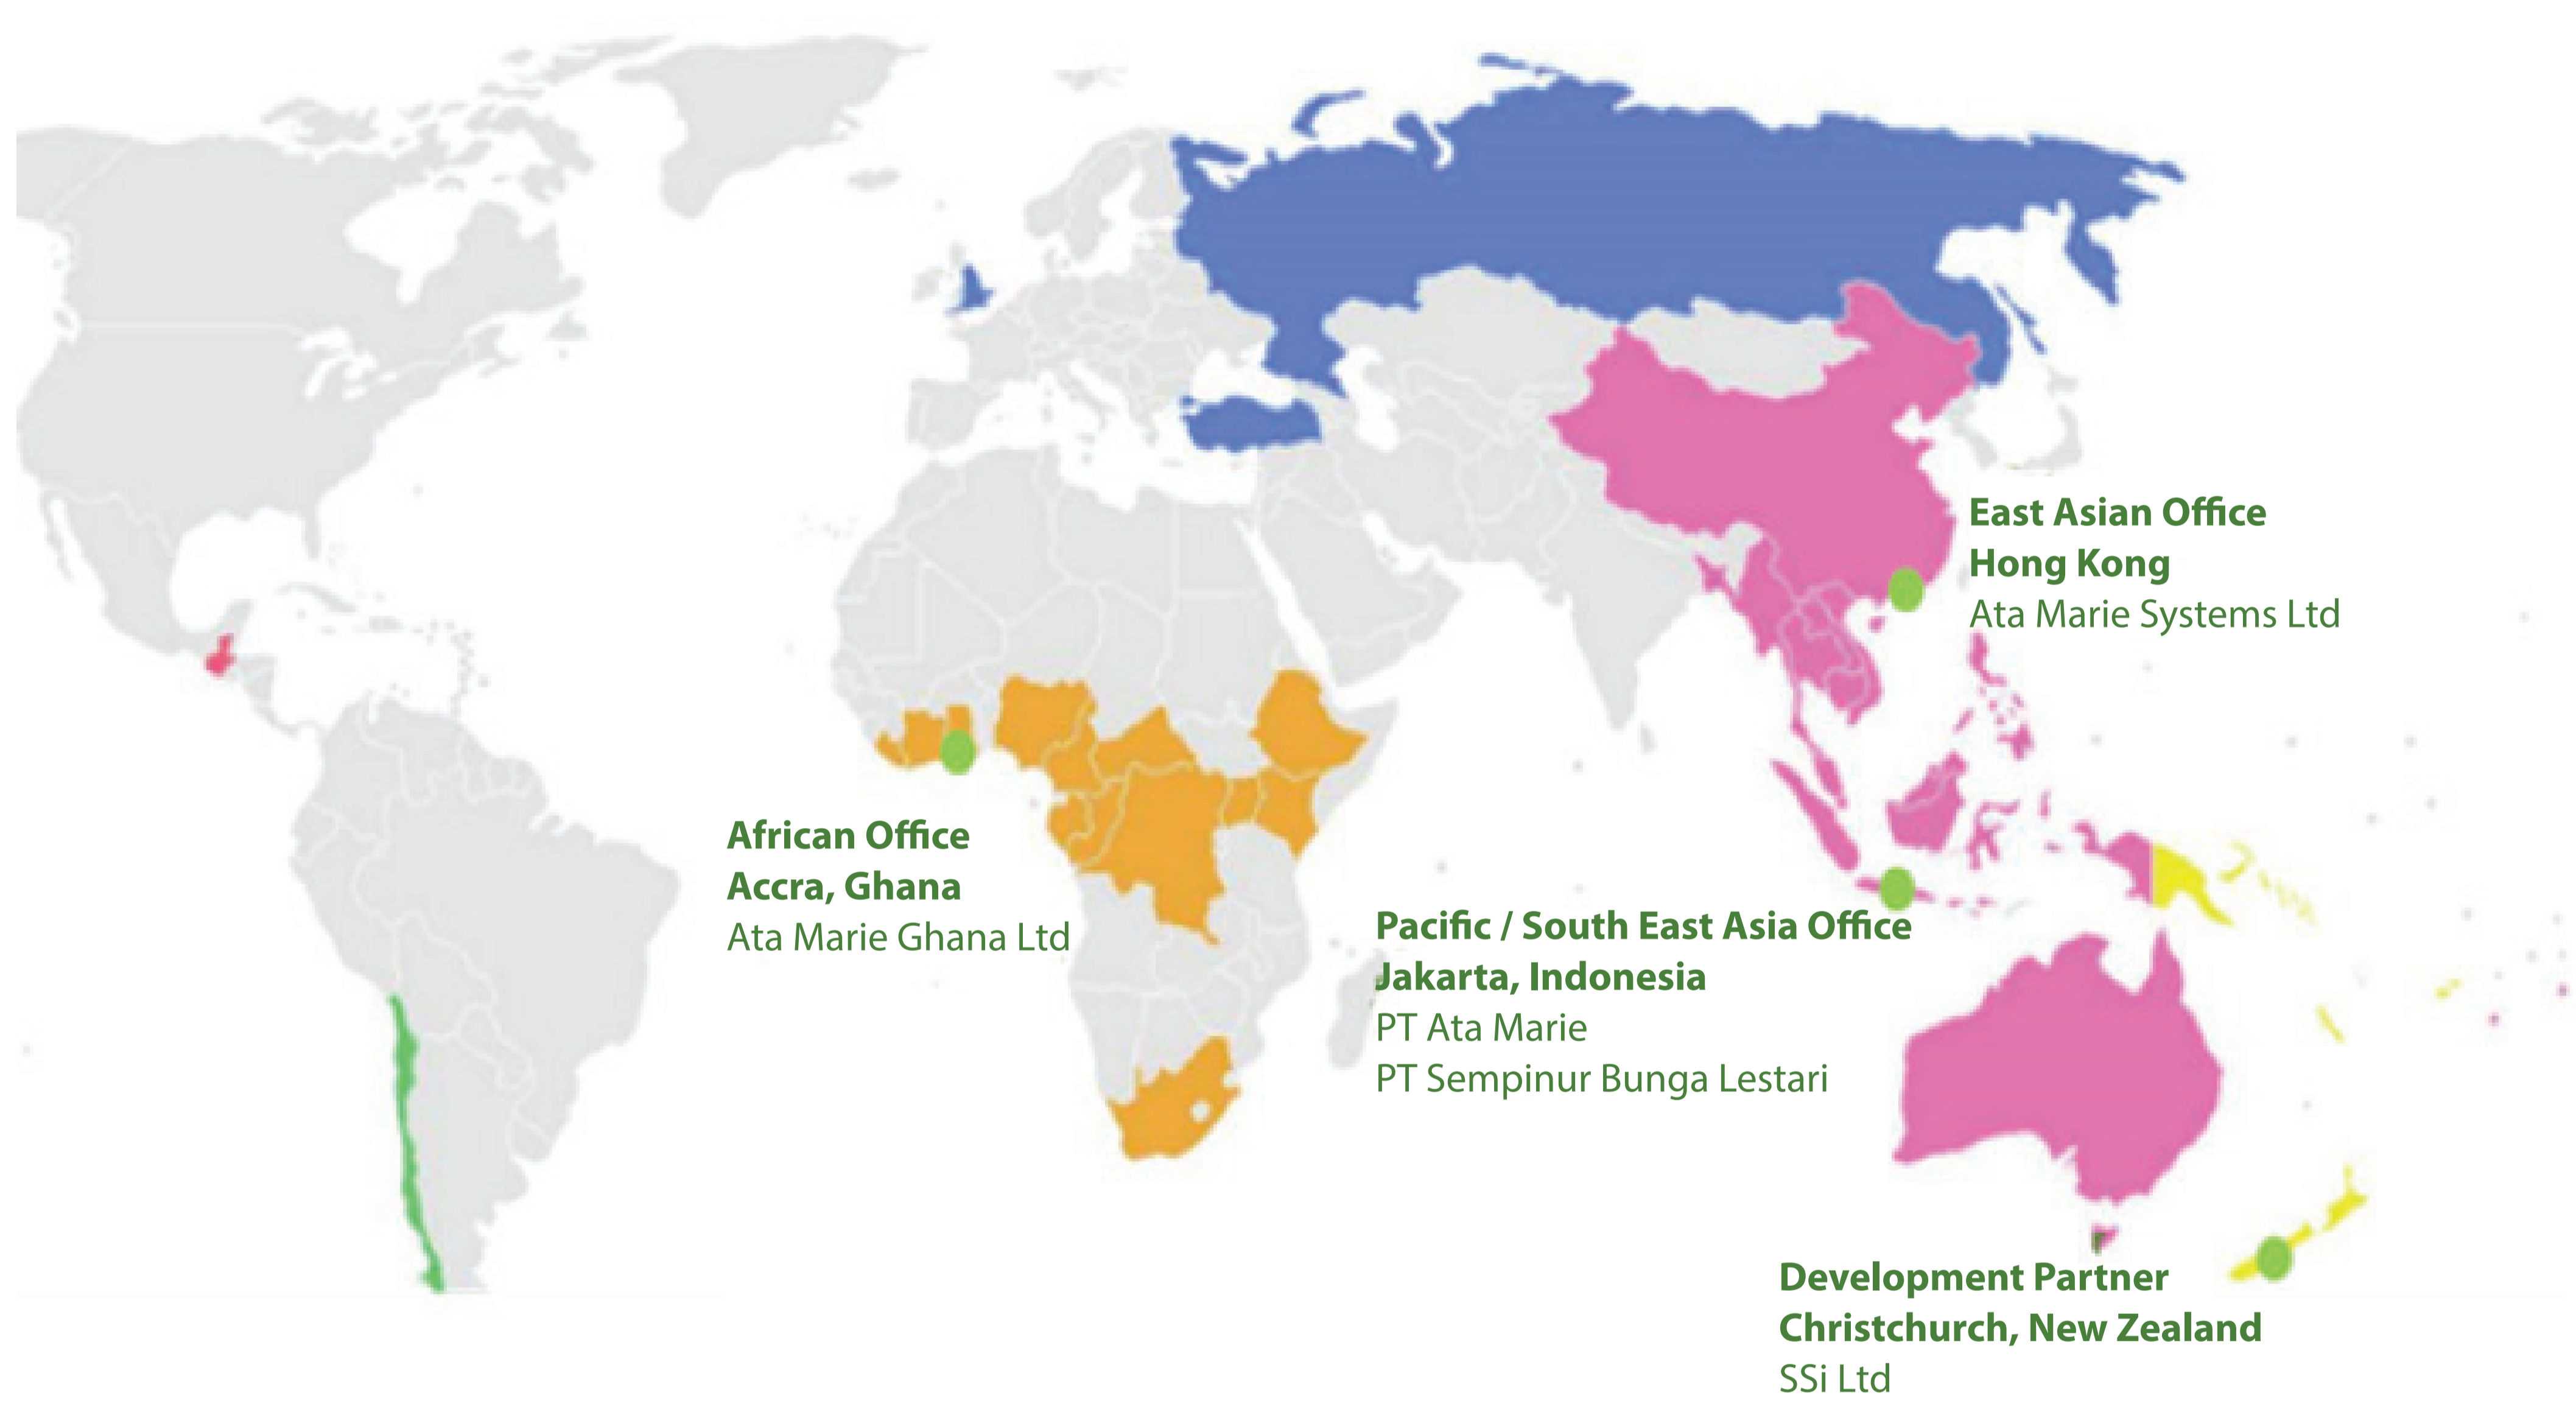 East Asian Office
Hong Kong
Ata Marie Systems Ltd
African Office
Accra, Ghana
Ata Marie Ghana Ltd
Pacific / South East Asia Office
Jakarta, Indonesia
PT Ata Marie
PT Sempinur Bunga Lestari
Development Partner
Christchurch, New Zealand
SSi Ltd